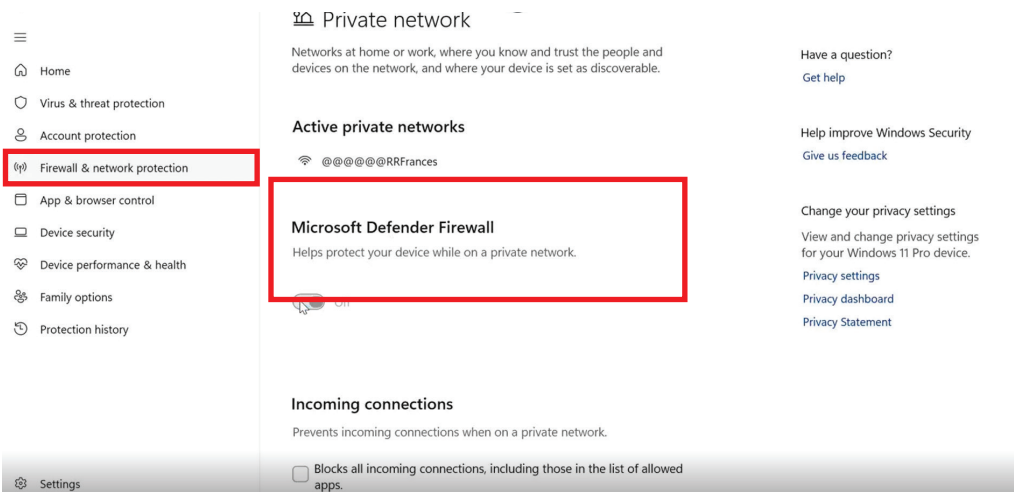 Private network
Networks at home or work, where you know and trust the people and
devices on the network, and where your device is set as discoverable.
Active private networks
@@@@@@RRFrances
Microsoft Defender Firewall
Helps protect your device while on a private network.
Incoming connections
Prevents incoming connections when on a private network.
Blocks all incoming connections, including those in the list of allowed
apps.
Home
Virus & threat protection
Account protection
Firewall & network protection
App & browser control
Device security
Device performance & health
Family options
Protection history
Settings
Have a question?
Get help
Help improve Windows Security
Give us feedback
Change your privacy settings
View and change privacy settings
for your Windows 11 Pro device.
Privacy settings
Privacy dashboard
Privacy Statement